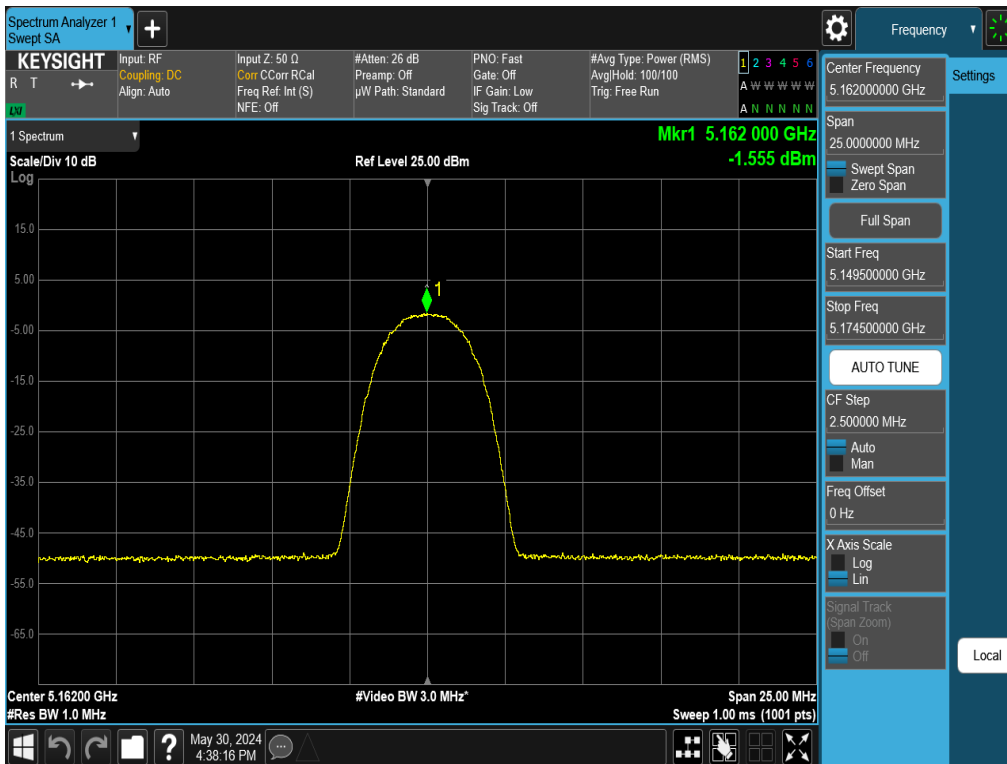 Spectrum Analyzer 1
Swept SA
Frequency
KEYSIGHT
R T
LXI
Input: RF
Coupling: DC
Align: Auto
Input Z: 50 Ω
Corr CCorr RCal
Freq Ref: Int (S)
NFE: Off
#Atten: 26 dB
Preamp: Off
µW Path: Standard
PNO: Fast
Gate: Off
IF Gain: Low
Sig Track: Off
#Avg Type: Power (RMS)
Avg|Hold: 100/100
Trig: Free Run
1 2 3 4 5 6
A W W W W W
A N N N N N
1 Spectrum
Mkr1 5.162 000 GHz
-1.555 dBm
Scale/Div 10 dB
Ref Level 25.00 dBm
Log
15.0
5.00
-5.00
-15.0
-25.0
-35.0
-45.0
-55.0
-65.0
1
Center 5.16200 GHz
#Res BW 1.0 MHz
#Video BW 3.0 MHz*
Span 25.00 MHz
Sweep 1.00 ms (1001 pts)
Center Frequency
5.162000000 GHz
Span
25.0000000 MHz
Swept Span
Zero Span
Full Span
Start Freq
5.149500000 GHz
Stop Freq
5.174500000 GHz
AUTO TUNE
CF Step
2.500000 MHz
Auto
Man
Freq Offset
0 Hz
X Axis Scale
Log
Lin
Signal Track
(Span Zoom)
On
Off
Settings
Local
?
May 30, 2024
4:38:16 PM